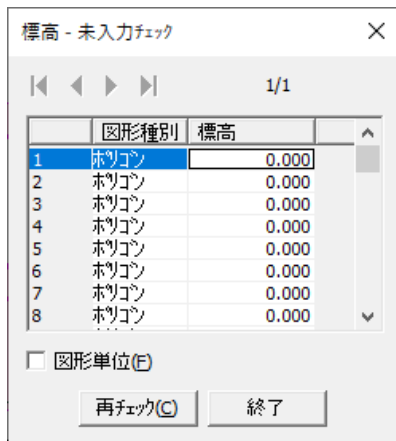 標高 - 未入力ﾁｪｯｸ
1/1
図形種別 標高
1 ﾎﾟﾘｺﾞﾝ 0.000
2 ﾎﾟﾘｺﾞﾝ 0.000
3 ﾎﾟﾘｺﾞﾝ 0.000
4 ﾎﾟﾘｺﾞﾝ 0.000
5 ﾎﾟﾘｺﾞﾝ 0.000
6 ﾎﾟﾘｺﾞﾝ 0.000
7 ﾎﾟﾘｺﾞﾝ 0.000
8 ﾎﾟﾘｺﾞﾝ 0.000
図形単位(F)
再ﾁｪｯｸ(C) 終了